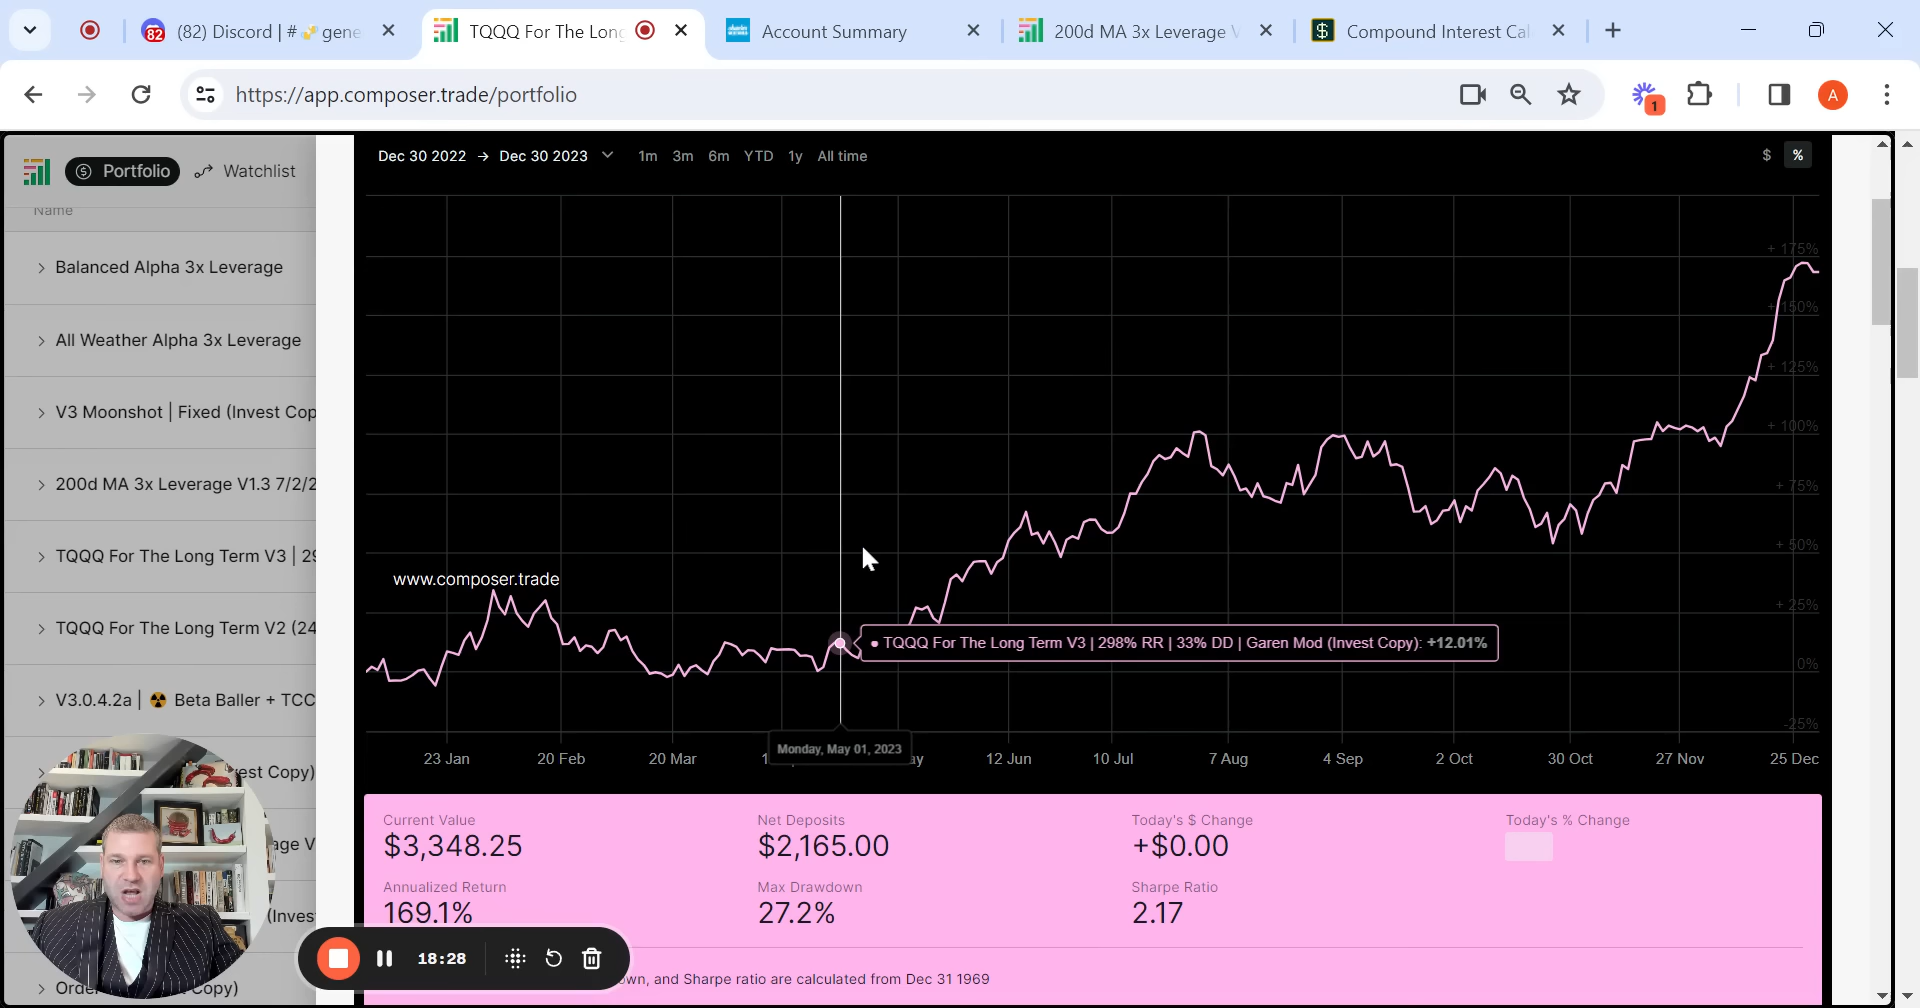 82
(82) Discord | # gene
TQQQ For The Long
Account Summary
200d MA 3x Leverage V
Compound Interest Cal
https://app.composer.trade/portfolio
1
A
Portfolio
Watchlist
Dec 30 2022 → Dec 30 2023
1m 3m 6m YTD 1y All time
$ %
Name
Balanced Alpha 3x Leverage
All Weather Alpha 3x Leverage
V3 Moonshot | Fixed (Invest Cop
200d MA 3x Leverage V1.3 7/2/2
TQQQ For The Long Term V3 | 29
TQQQ For The Long Term V2 (24
V3.0.4.2a | ☢ Beta Baller + TCC
est Copy)
age V
(Inves
Orde
opy)
+ 175%
+ 150%
+ 125%
+ 100%
+ 75%
+ 50%
+ 25%
0%
-25%
www.composer.trade
• TQQQ For The Long Term V3 | 298% RR | 33% DD | Garen Mod (Invest Copy): +12.01%
Monday, May 01, 2023
23 Jan 20 Feb 20 Mar 1 ay 12 Jun 10 Jul 7 Aug 4 Sep 2 Oct 30 Oct 27 Nov 25 Dec
Current Value
$3,348.25
Net Deposits
$2,165.00
Today's $ Change
+$0.00
Today's % Change
Annualized Return
169.1%
Max Drawdown
27.2%
Sharpe Ratio
2.17
18:28
wn, and Sharpe ratio are calculated from Dec 31 1969